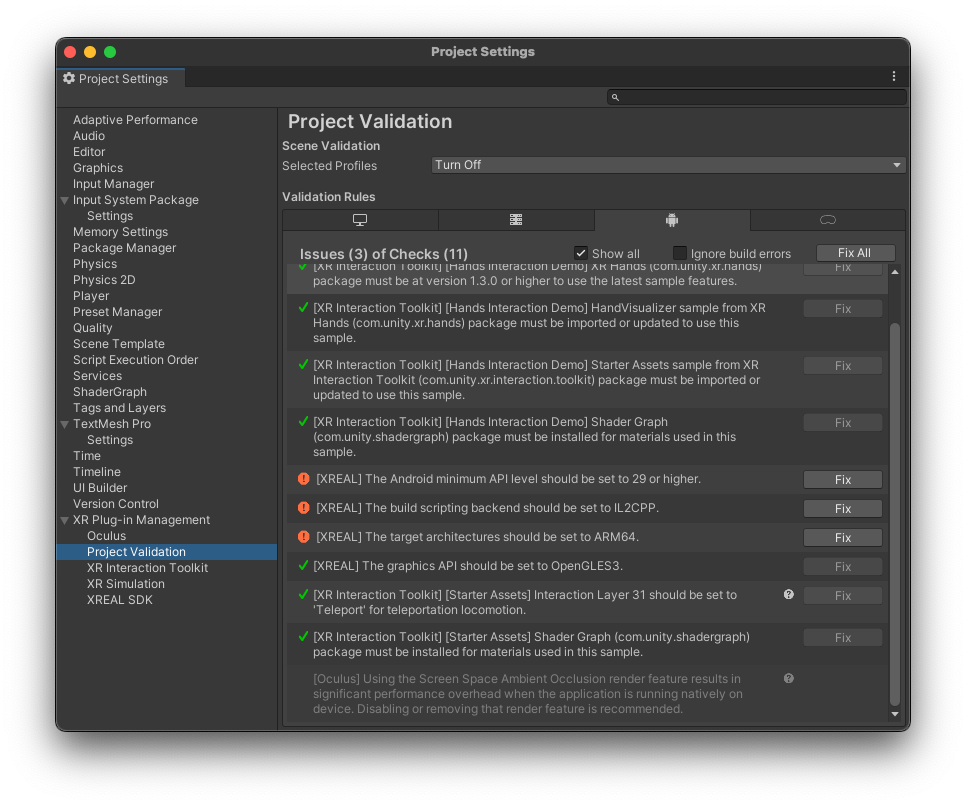 Project Settings
Project Settings
Adaptive Performance
Audio
Editor
Graphics
Input Manager
Input System Package
Settings
Memory Settings
Package Manager
Physics
Physics 2D
Player
Preset Manager
Quality
Scene Template
Script Execution Order
Services
ShaderGraph
Tags and Layers
TextMesh Pro
Settings
Time
Timeline
UI Builder
Version Control
XR Plug-in Management
Oculus
Project Validation
XR Interaction Toolkit
XR Simulation
XREAL SDK
Project Validation
Scene Validation
Selected Profiles Turn Off
Validation Rules
Issues (3) of Checks (11) Show all Ignore build errors Fix All
[XR Interaction Toolkit] [Hands Interaction Demo] XR Hands (com.unity.xr.hands) Fix
package must be at version 1.3.0 or higher to use the latest sample features.
[XR Interaction Toolkit] [Hands Interaction Demo] HandVisualizer sample from XR Fix
Hands (com.unity.xr.hands) package must be imported or updated to use this
sample.
[XR Interaction Toolkit] [Hands Interaction Demo] Starter Assets sample from XR Fix
Interaction Toolkit (com.unity.xr.interaction.toolkit) package must be imported or
updated to use this sample.
[XR Interaction Toolkit] [Hands Interaction Demo] Shader Graph Fix
(com.unity.shadergraph) package must be installed for materials used in this
sample.
[XREAL] The Android minimum API level should be set to 29 or higher. Fix
[XREAL] The build scripting backend should be set to IL2CPP. Fix
[XREAL] The target architectures should be set to ARM64. Fix
[XREAL] The graphics API should be set to OpenGLES3. Fix
[XR Interaction Toolkit] [Starter Assets] Interaction Layer 31 should be set to Fix
'Teleport' for teleportation locomotion.
[XR Interaction Toolkit] [Starter Assets] Shader Graph (com.unity.shadergraph) Fix
package must be installed for materials used in this sample.
[Oculus] Using the Screen Space Ambient Occlusion render feature results in
significant performance overhead when the application is running natively on
device. Disabling or removing that render feature is recommended.